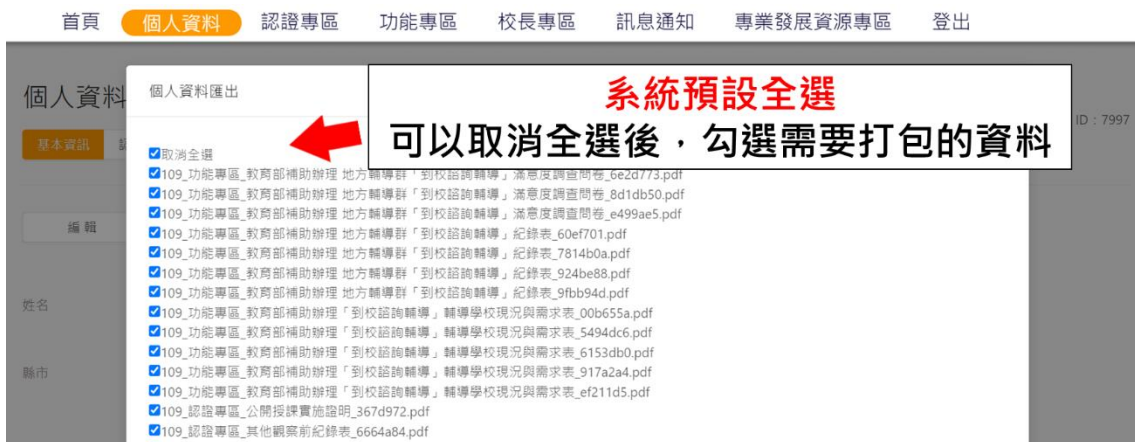 首頁 個人資料 認證專區 功能專區 校長專區 訊息通知 專業發展資源專區 登出
個人資料
個人資料匯出
系統預設全選
可以取消全選後，勾選需要打包的資料
ID：7997
基本資訊
取消全選
109_功能專區_教育部補助辦理 地方輔導群「到校諮詢輔導」滿意度調查問卷_6e2d773.pdf
109_功能專區_教育部補助辦理 地方輔導群「到校諮詢輔導」滿意度調查問卷_8d1db50.pdf
109_功能專區_教育部補助辦理 地方輔導群「到校諮詢輔導」滿意度調查問卷_e499ae5.pdf
編輯
109_功能專區_教育部補助辦理 地方輔導群「到校諮詢輔導」紀錄表_60ef701.pdf
109_功能專區_教育部補助辦理 地方輔導群「到校諮詢輔導」紀錄表_7814b0a.pdf
109_功能專區_教育部補助辦理 地方輔導群「到校諮詢輔導」紀錄表_924be88.pdf
109_功能專區_教育部補助辦理 地方輔導群「到校諮詢輔導」紀錄表_9fbb94d.pdf
姓名
109_功能專區_教育部補助辦理「到校諮詢輔導」輔導學校現況與需求表_00b655a.pdf
109_功能專區_教育部補助辦理「到校諮詢輔導」輔導學校現況與需求表_5494dc6.pdf
109_功能專區_教育部補助辦理「到校諮詢輔導」輔導學校現況與需求表_6153db0.pdf
縣市
109_功能專區_教育部補助辦理「到校諮詢輔導」輔導學校現況與需求表_917a2a4.pdf
109_功能專區_教育部補助辦理「到校諮詢輔導」輔導學校現況與需求表_ef211d5.pdf
109_認證專區_公開授課實施證明_367d972.pdf
109_認證專區_其他觀察前紀錄表_6664a84.pdf